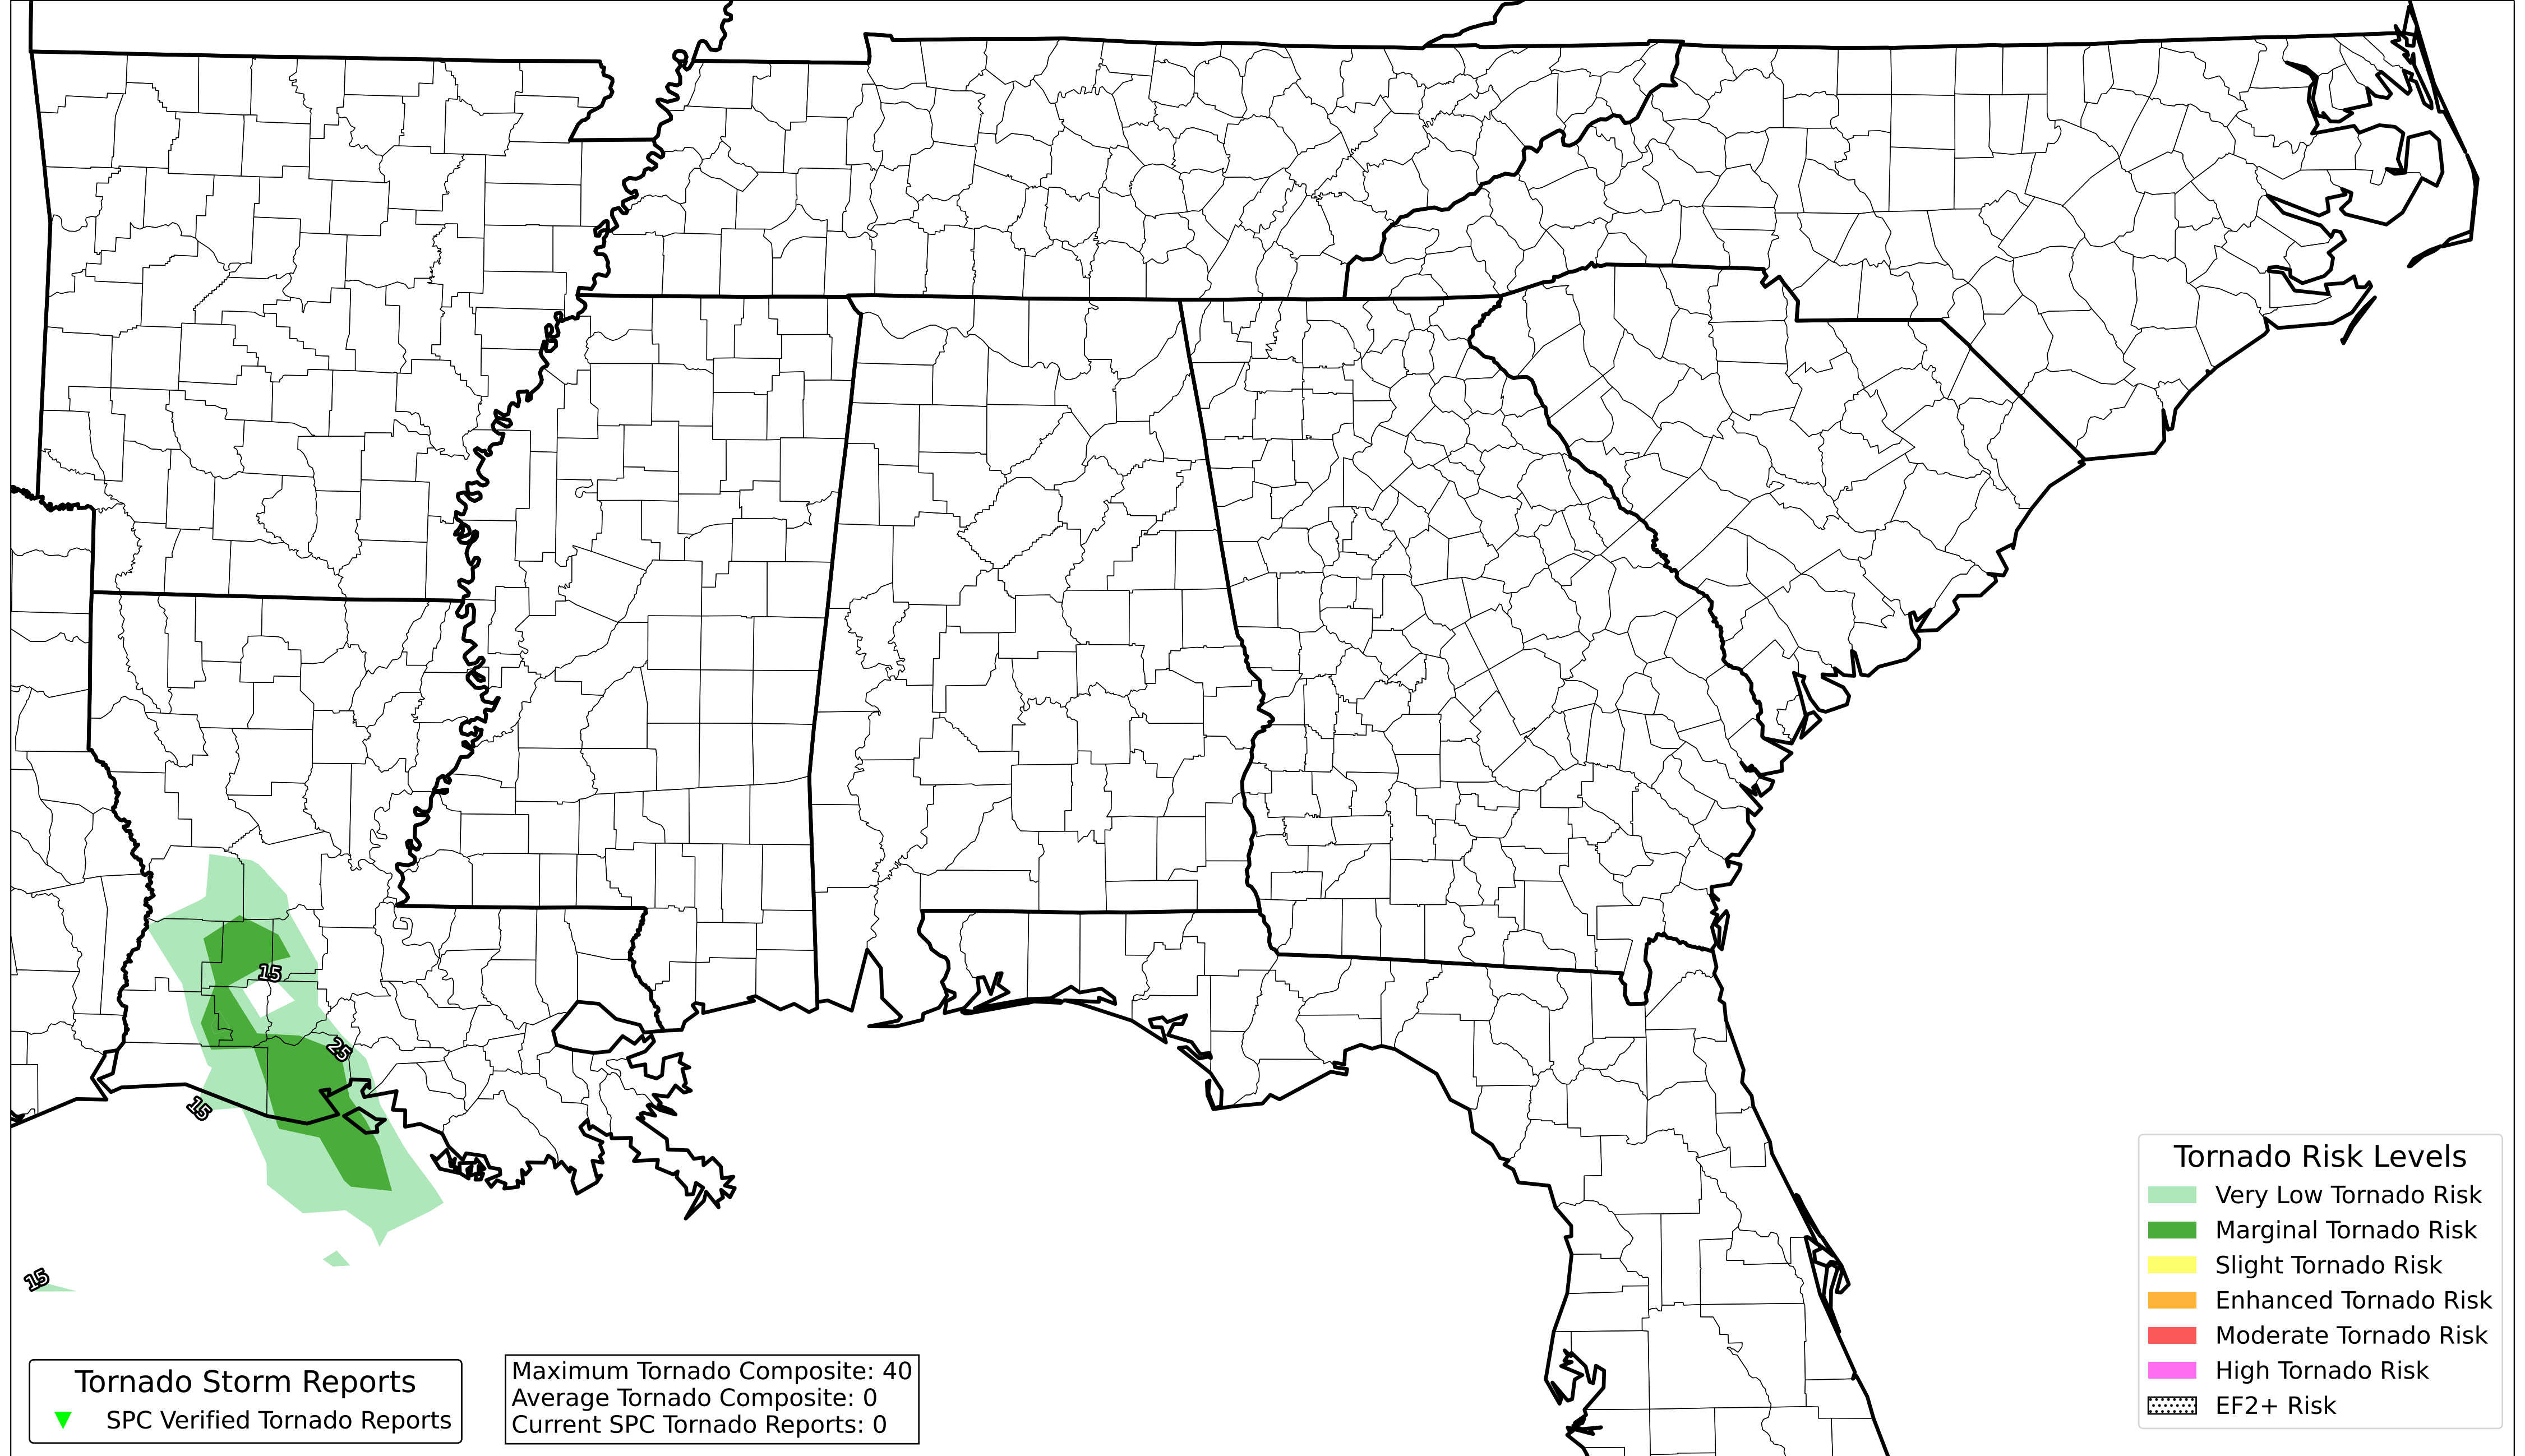 15
25
15
15
Tornado Storm Reports
SPC Verified Tornado Reports
Maximum Tornado Composite: 40
Average Tornado Composite: 0
Current SPC Tornado Reports: 0
Tornado Risk Levels
Very Low Tornado Risk
Marginal Tornado Risk
Slight Tornado Risk
Enhanced Tornado Risk
Moderate Tornado Risk
High Tornado Risk
EF2+ Risk